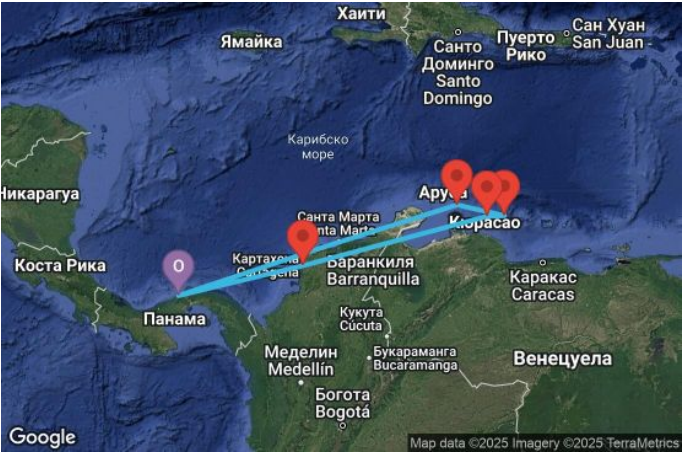 Хаити
Ямайка
Сан Хуан
San Juan
Пуерто
Рико
Санто
Доминго
Santo
Domingo
Карибско
море
Никарагуа
Аруба
Санта Марта
Santa Marta
Кюрасао
Картахена
Cartagena
Коста Рика
O
Баранкиля
Barranquilla
Каракас
Caracas
Панама
Кукута
Cúcuta
Меделин
Medellín
Букараманга
Bucaramanga
Венецуела
Богота
Bogotá
Google
Map data ©2025 Imagery ©2025 TerraMetrics